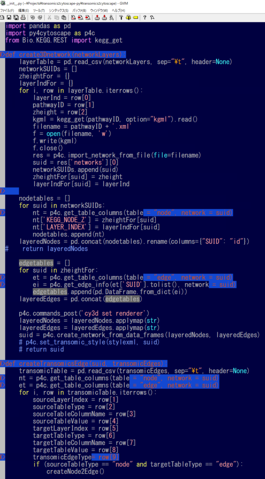 import pandas as pd
import py4cytoscape as p4c
from Bio.KEGG.REST import kegg_get
layerTable = pd.read_csv(networkLayers, sep="¥t", header=None)
networkSUIDs = []
zheightFor = {}
layerIndFor = {}
for i, row in layerTable.iterrows():
layerInd = row[0]
pathwayID = row[1]
zheight = row[2]
kgml = kegg_get(pathwayID, option="kgml").read()
filename = pathwayID + '.xml'
f = open(filename, 'w')
f.write(kgml)
f.close()
res = p4c.import_network_from_file(file=filename)
suid = res['networks'][0]
networkSUIDs.append(suid)
zheightFor[suid] = zheight
layerIndFor[suid] = layerInd
nodetables = []
for suid in networkSUIDs:
nt = p4c.get_table_columns(table = 'node', network = suid)
nt['KEGG_NODE_Z'] = zheightFor[suid]
nt['LAYER_INDEX'] = layerIndFor[suid]
nodetables.append(nt)
layeredNodes = pd.concat(nodetables).rename(columns={"SUID": "id"})
# return layeredNodes
edgetables = []
for suid in zheightFor:
et = p4c.get_table_columns(table = 'edge', network = suid)
ei = p4c.get_edge_info(et['SUID'].tolist(), network = suid)
edgetables.append(pd.DataFrame.from_dict(ei))
layeredEdges = pd.concat(edgetables)
p4c.commands_post('cy3d set renderer')
layeredNodes = layeredNodes.applymap(str)
layeredEdges = layeredEdges.applymap(str)
suid = p4c.create_network_from_data_frames(layeredNodes, layeredEdges)
# p4c.set_transomic_style(stylexml, suid)
# return suid
transomicTable = pd.read_csv(transomicEdges, sep="¥t", header=None)
nt = p4c.get_table_columns(table = 'node', network = suid)
et = p4c.get_table_columns(table = 'edge', network = suid)
for i, row in transomicTable.iterrows():
sourceLayerIndex = row[1]
sourceTableType = row[2]
sourceTableColumnName = row[3]
sourceTableValue = row[4]
targetLayerIndex = row[5]
targetTableType = row[6]
targetTableColumnName = row[7]
targetTableValue = row[8]
transomicEdgeType = row[9]
if (sourceTableType == "node" and targetTableType == "edge"):
createNode2Edge()